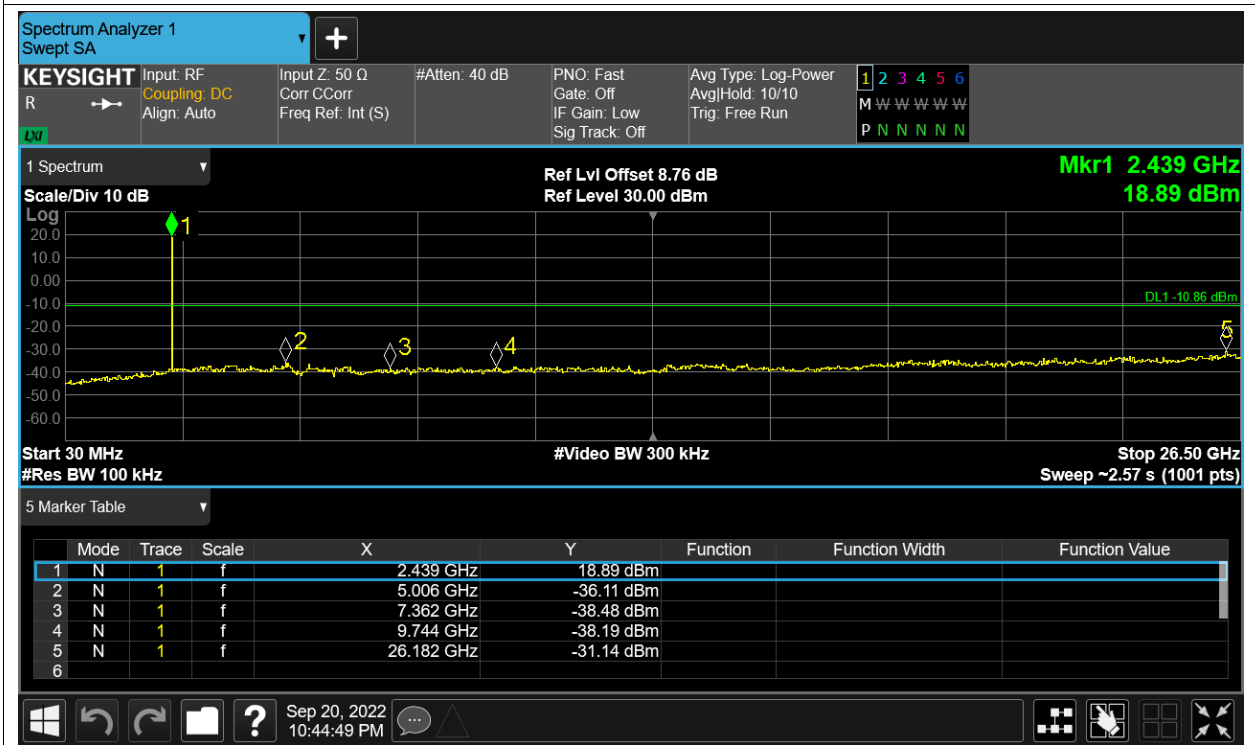 Spectrum Analyzer 1
Swept SA
KEYSIGHT Input: RF Input Z: 50 Ω #Atten: 40 dB PNO: Fast Avg Type: Log-Power 1 2 3 4 5 6
R Coupling: DC Corr CCorr Gate: Off Avg|Hold: 10/10 M W W W W W
Align: Auto Freq Ref: Int (S) IF Gain: Low Trig: Free Run
LXI Sig Track: Off P N N N N N
1 Spectrum Ref Lvl Offset 8.76 dB Mkr1 2.439 GHz
Scale/Div 10 dB Ref Level 30.00 dBm 18.89 dBm
Log
1
20.0
10.0
0.00
DL1 -10.86 dBm
-10.0
-20.0
2 3 4 5
-30.0
-40.0
-50.0
-60.0
Start 30 MHz #Video BW 300 kHz Stop 26.50 GHz
#Res BW 100 kHz Sweep ~2.57 s (1001 pts)
5 Marker Table
Mode Trace Scale X Y Function Function Width Function Value
1 N 1 f 2.439 GHz 18.89 dBm
2 N 1 f 5.006 GHz -36.11 dBm
3 N 1 f 7.362 GHz -38.48 dBm
4 N 1 f 9.744 GHz -38.19 dBm
5 N 1 f 26.182 GHz -31.14 dBm
6
? Sep 20, 2022
10:44:49 PM